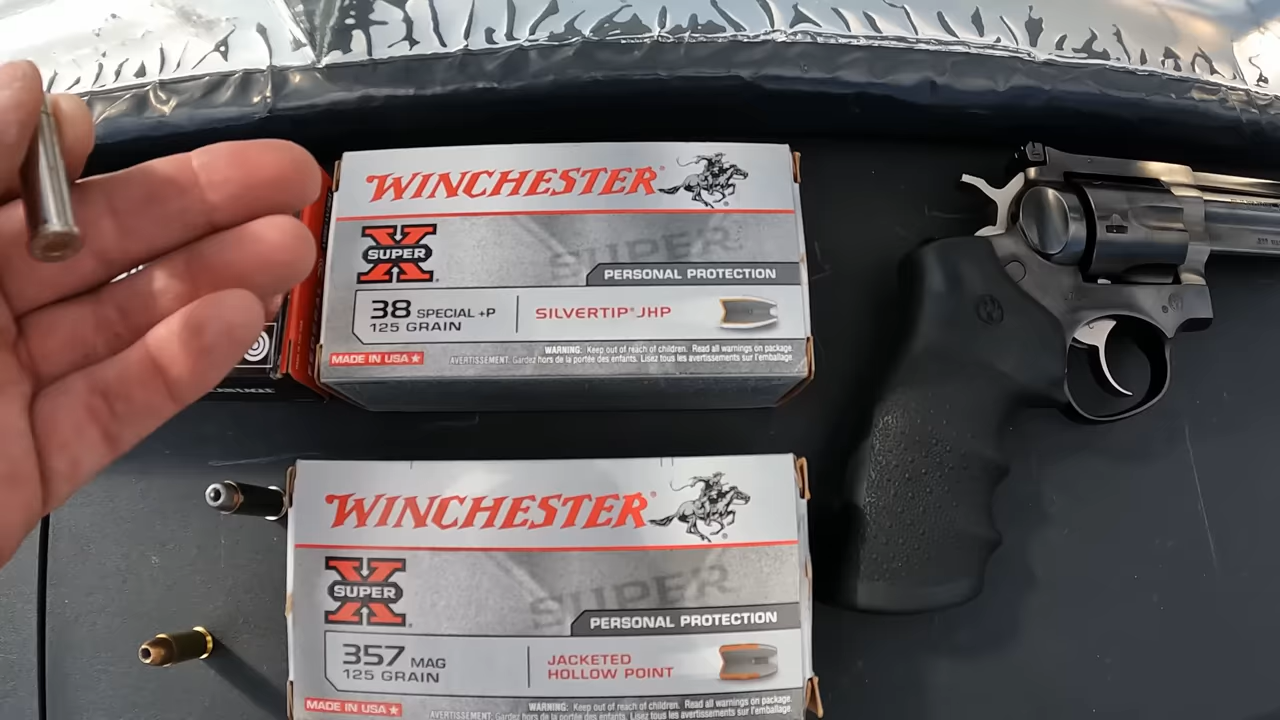 WINCHESTER®
SUPER X®
SUPER
PERSONAL PROTECTION
38 SPECIAL +P
125 GRAIN
SILVERTIP® JHP
MADE IN USA
WARNING: Keep out of reach of children. Read all warnings on package.
AVERTISSEMENT. Gardez hors de la portée des enfants. Lisez tous les avertissements sur l'emballage.
WINCHESTER®
SUPER X®
SUPER
PERSONAL PROTECTION
357 MAG
125 GRAIN
JACKETED
HOLLOW POINT
MADE IN USA
WARNING: Keep out of reach of children. Read all warnings on package.
AVERTISSEMENT. Gardez hors de la portée des enfants. Lisez tous les avertissements sur l'emballage.